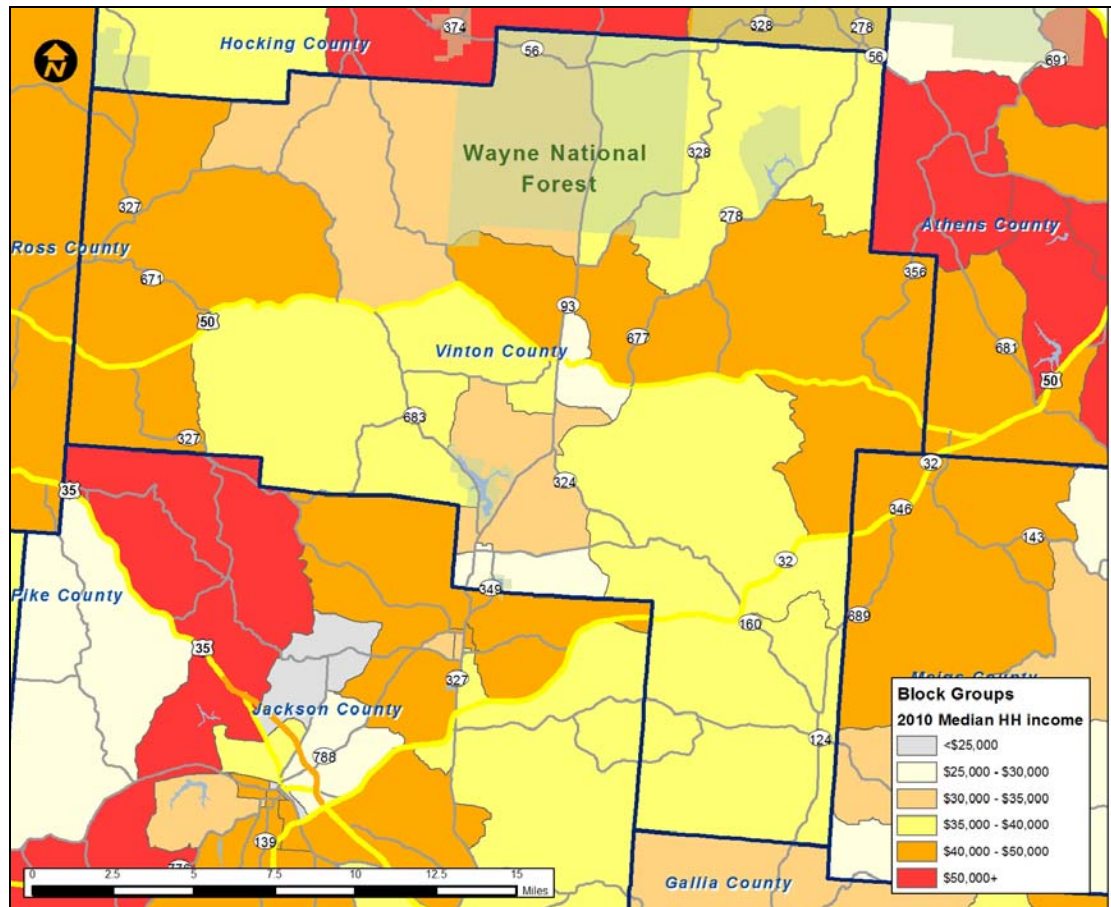 374
328
278
Hocking County
56
56
691
N
Wayne National
Forest
328
327
278
Athens County
Ross County
671
356
50
93
677
681
Vinton County
50
683
327
35
324
32
346
143
32
349
Pike County
160
689
35
327
Jackson County
788
124
139
Gallia County
Block Groups
2010 Median HH income
<$25,000
$25,000 - $30,000
$30,000 - $35,000
$35,000 - $40,000
$40,000 - $50,000
$50,000+
0 2.5 5 7.5 10 12.5 15
Miles